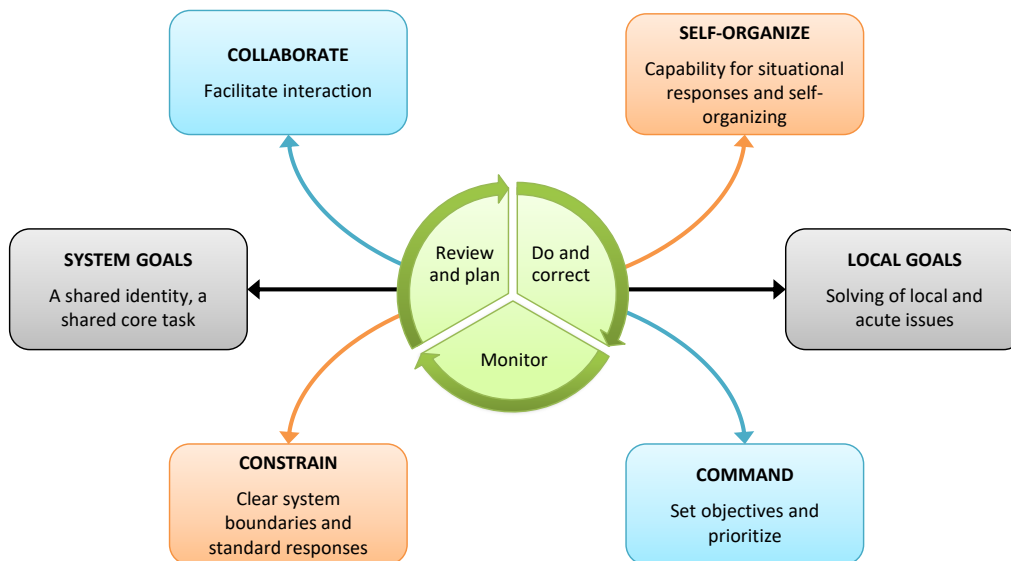 COLLABORATE
Facilitate interaction
SELF-ORGANIZE
Capability for situational
responses and self-
organizing
SYSTEM GOALS
A shared identity, a
shared core task
Review
and plan
Do and
correct
Monitor
LOCAL GOALS
Solving of local and
acute issues
CONSTRAIN
Clear system
boundaries and
standard responses
COMMAND
Set objectives and
prioritize